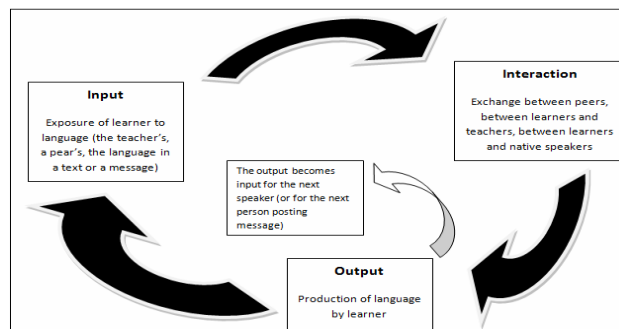 Input
Exposure of learner to
language (the teacher's,
a pear's, the language in
a text or a message)
Interaction
Exchange between peers,
between learners and
teachers, between learners
and native speakers
The output becomes
input for the next
speaker (or for the next
person posting
message)
Output
Production of language
by learner